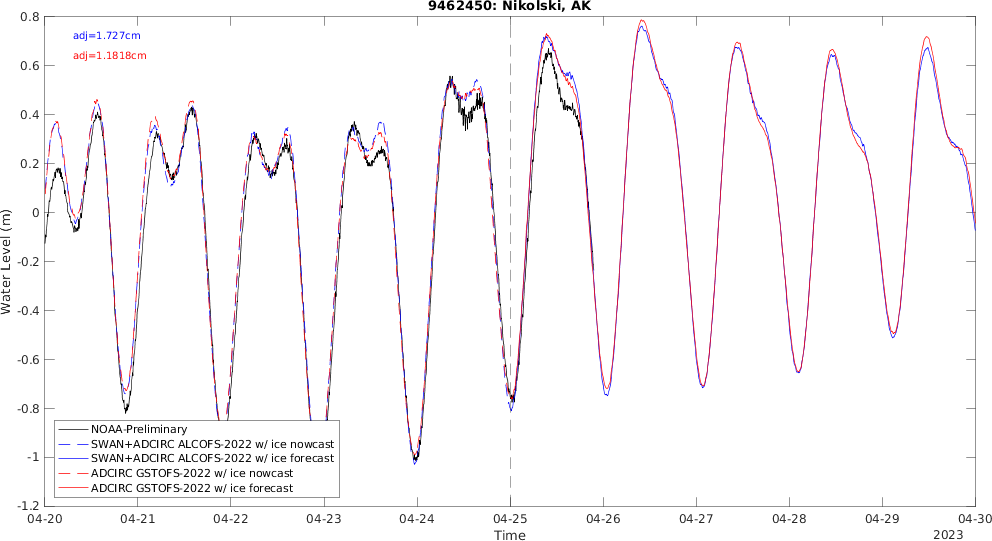 9462450: Nikolski, AK
adj=1.727cm
adj=1.1818cm
0.8
0.6
0.4
0.2
0
-0.2
-0.4
-0.6
-0.8
-1
-1.2
Water Level (m)
NOAA-Preliminary
SWAN+ADCIRC ALCOFS-2022 w/ ice nowcast
SWAN+ADCIRC ALCOFS-2022 w/ ice forecast
ADCIRC GSTOFS-2022 w/ ice nowcast
ADCIRC GSTOFS-2022 w/ ice forecast
04-20 04-21 04-22 04-23 04-24 04-25 04-26 04-27 04-28 04-29 04-30
Time
2023